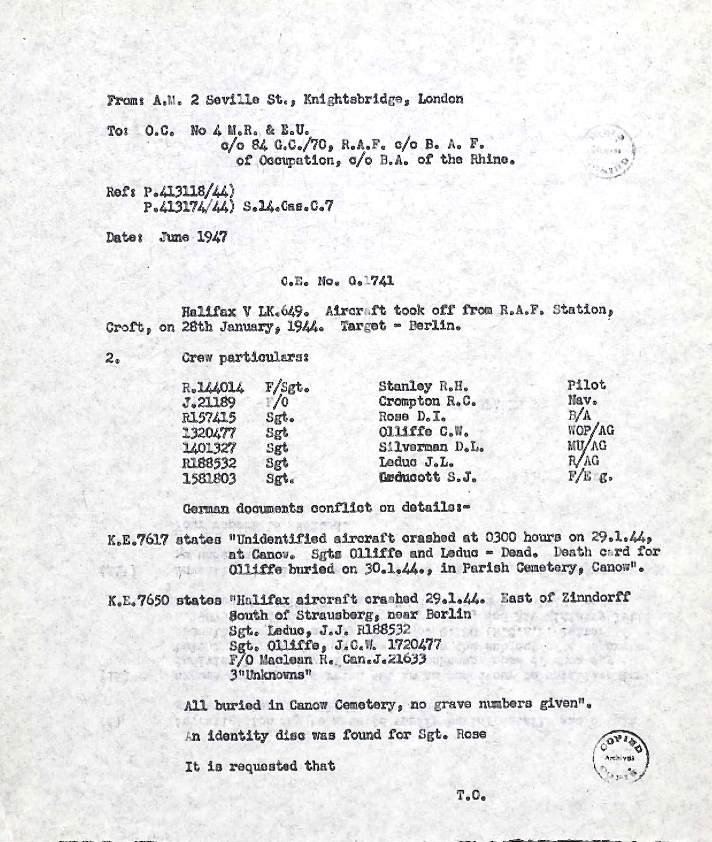 From: A.M. 2 Seville St., Knightsbridge, London
To: O.C. No 4 M.R. & E.U.
c/o 84 G.C./70, R.A.F. c/o B. A. F.
of Occupation, c/o B.A. of the Rhine.
Ref: P.413118/44)
P.413174/44) S.14.Cas.C.7
Date: June 1947
C.E. No. G.1741
Halifax V LK.649. Aircraft took off from R.A.F. Station,
Croft, on 28th January, 1944. Target - Berlin.
2. Crew particulars:
R.144014 F/Sgt. Stanley R.H. Pilot
J.21189 F/O Crompton R.C. Nav.
R157415 Sgt. Rose D.I. B/A
1320477 Sgt Olliffe C.W. WOP/AG
1401327 Sgt Silverman D.L. MU/AG
R188532 Sgt Leduc J.L. R/AG
1581803 Sgt. Geducott S.J. F/E g.
German documents conflict on details:-
K.E.7617 states "Unidentified aircraft crashed at 0300 hours on 29.1.44,
at Canow. Sgts Olliffe and Leduc - Dead. Death card for
Olliffe buried on 30.1.44., in Parish Cemetery, Canow".
K.E.7650 states "Halifax aircraft crashed 29.1.44. East of Zinndorff
South of Strausberg, near Berlin
Sgt. Leduc, J.J. R188532
Sgt. Olliffe, J.C.W. 1720477
F/O Maclean R. Can.J.21633
3"Unknowns"
All buried in Canow Cemetery, no grave numbers given".
An identity disc was found for Sgt. Rose
It is requested that
COPIED
Archives
COPIÉ
T.C.